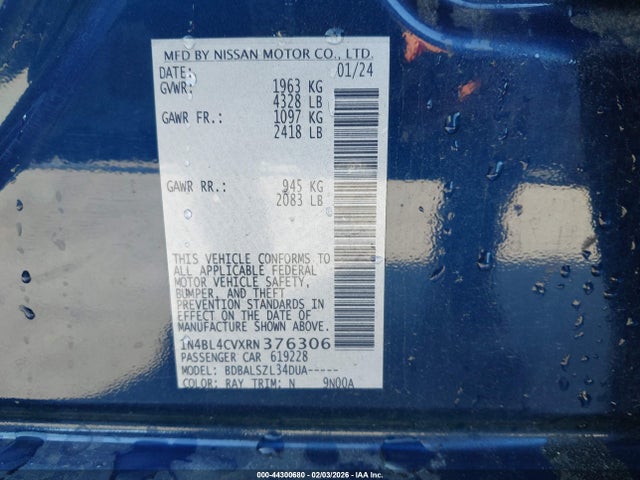 MFD BY NISSAN MOTOR CO., LTD.
DATE: 01/24
GVWR: 1963 KG
4328 LB
GAWR FR.: 1097 KG
2418 LB
GAWR RR.: 945 KG
2083 LB
THIS VEHICLE CONFORMS TO
ALL APPLICABLE FEDERAL
MOTOR VEHICLE SAFETY,
BUMPER, AND THEFT
PREVENTION STANDARDS IN
EFFECT ON THE DATE OF
MANUFACTURE SHOWN ABOVE.
1N4BL4CVXRN376306
PASSENGER CAR 619228
MODEL: BDBALSZL34DUA-----
COLOR: RAY TRIM: N 9N00A
000-44300680 - 02/03/2026 - IAA Inc.